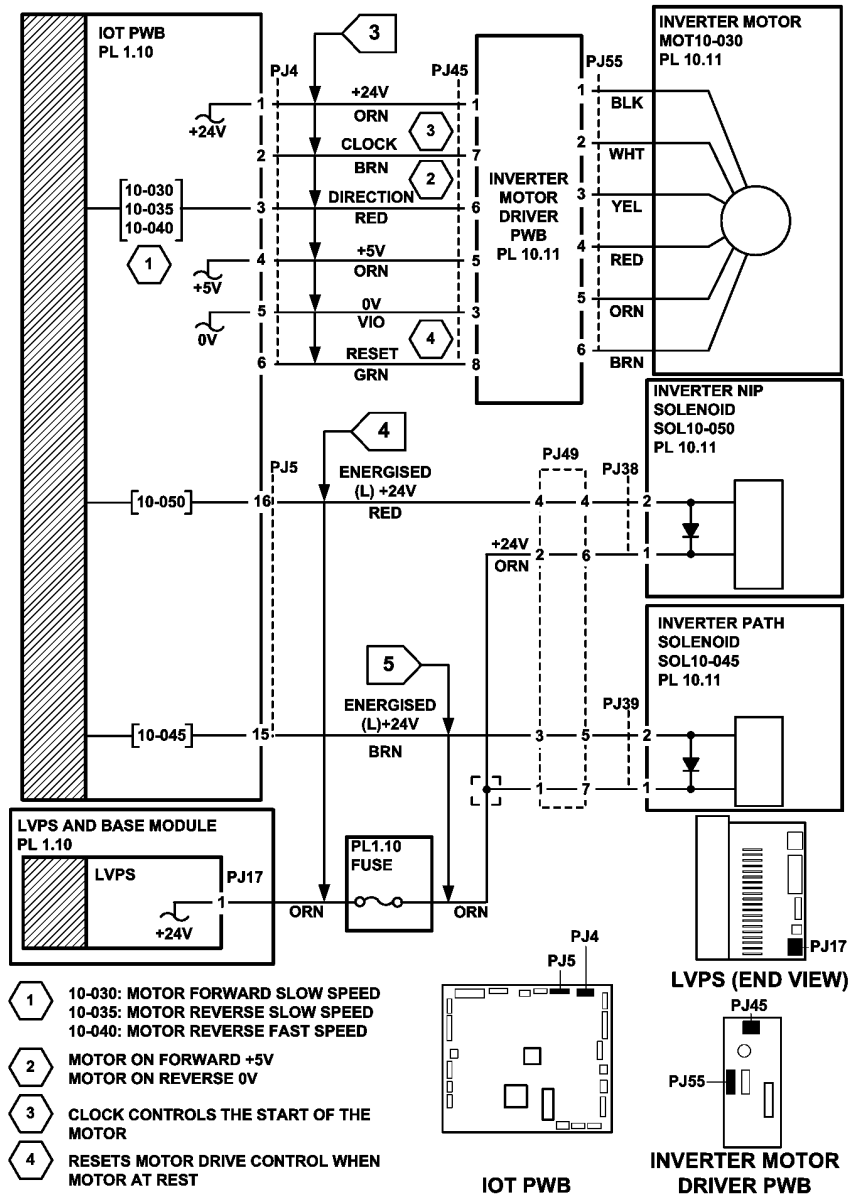 IOT PWB
PL 1.10
3
PJ4
PJ45
+24V
ORN
CLOCK
BRN
DIRECTION
RED
+5V
ORN
0V
VIO
RESET
GRN
1
2
3
4
5
6
+24V
10-030
10-035
10-040
1
+5V
0V
3
2
4
1
7
6
5
3
8
INVERTER
MOTOR
DRIVER
PWB
PL 10.11
PJ55
1
2
3
4
5
6
BLK
WHT
YEL
RED
ORN
BRN
INVERTER MOTOR
MOT10-030
PL 10.11
INVERTER NIP
SOLENOID
SOL10-050
PL 10.11
4
PJ5
ENERGISED
(L) +24V
RED
10-050
16
PJ49
PJ38
4 4 2
+24V
ORN
2 6 1
INVERTER PATH
SOLENOID
SOL10-045
PL 10.11
5
ENERGISED
(L)+24V
BRN
10-045
15
PJ39
3 5 2
1 7 1
LVPS AND BASE MODULE
PL 1.10
LVPS
PJ17
1
+24V
ORN
PL1.10
FUSE
ORN
PJ17
LVPS (END VIEW)
PJ4
PJ5
IOT PWB
PJ45
PJ55
INVERTER MOTOR
DRIVER PWB
1
10-030: MOTOR FORWARD SLOW SPEED
10-035: MOTOR REVERSE SLOW SPEED
10-040: MOTOR REVERSE FAST SPEED
2
MOTOR ON FORWARD +5V
MOTOR ON REVERSE 0V
3
CLOCK CONTROLS THE START OF THE
MOTOR
4
RESETS MOTOR DRIVE CONTROL WHEN
MOTOR AT REST